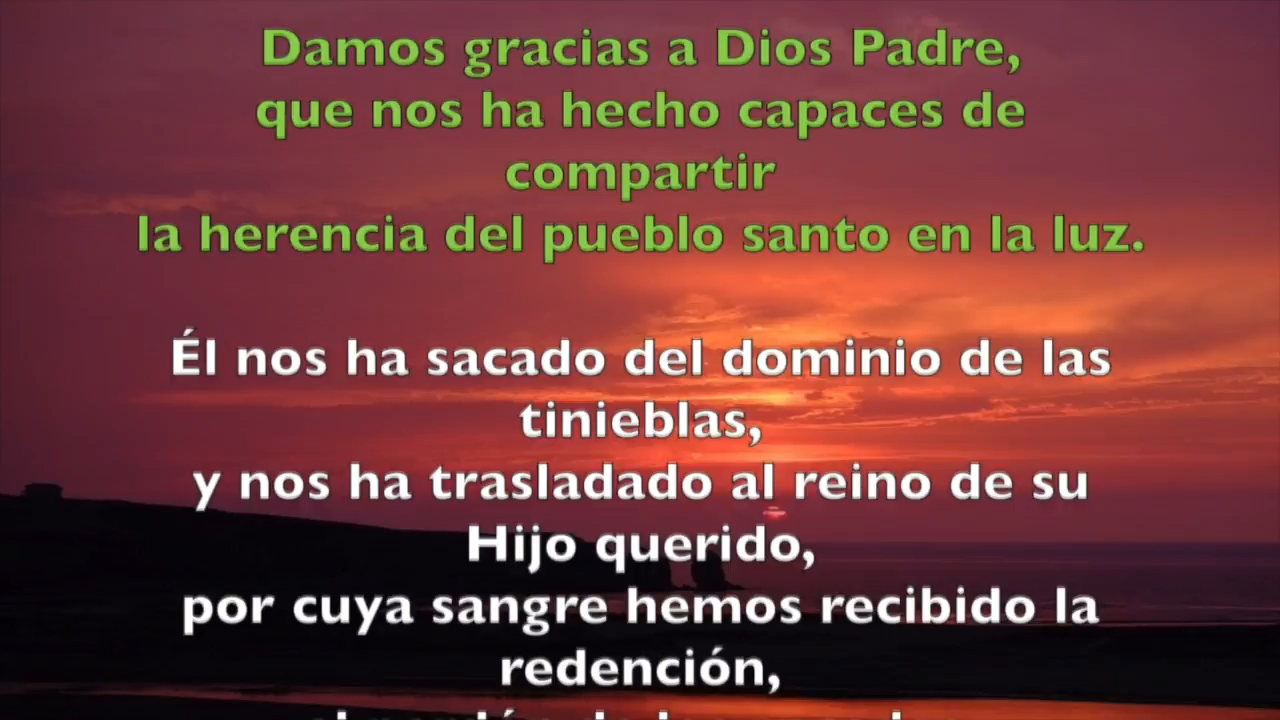 Damos gracias a Dios Padre,
que nos ha hecho capaces de
compartir
la herencia del pueblo santo en la luz.
Él nos ha sacado del dominio de las
tinieblas,
y nos ha trasladado al reino de su
Hijo querido,
por cuya sangre hemos recibido la
redención,